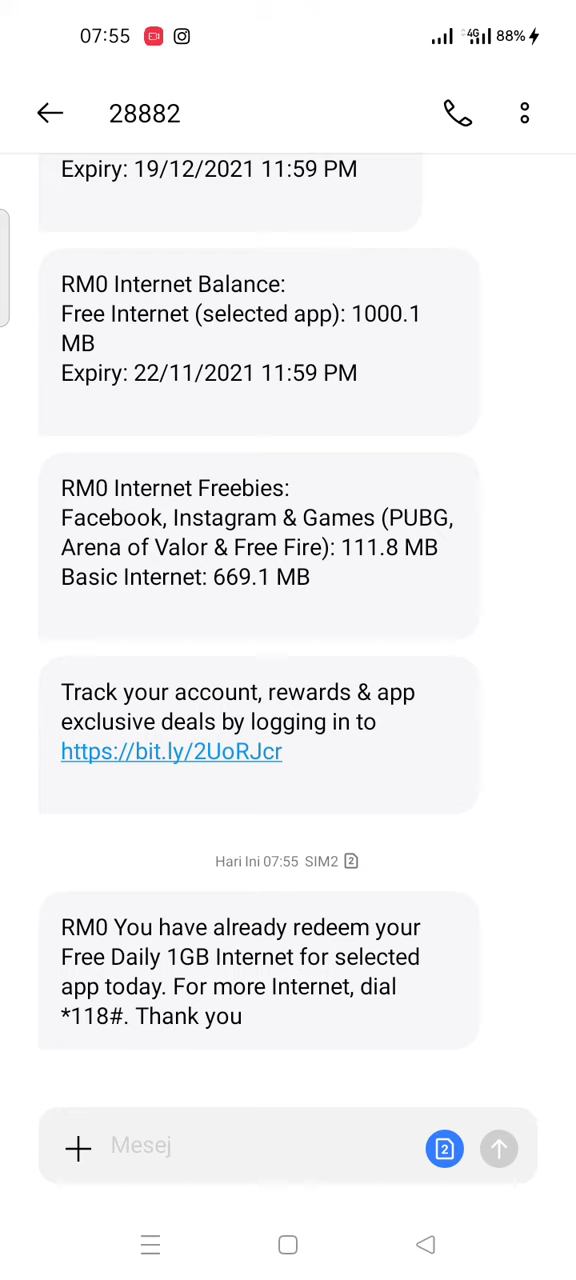 07:55
4G
88%
28882
Expiry: 19/12/2021 11:59 PM
RM0 Internet Balance:
Free Internet (selected app): 1000.1
MB
Expiry: 22/11/2021 11:59 PM
RM0 Internet Freebies:
Facebook, Instagram & Games (PUBG,
Arena of Valor & Free Fire): 111.8 MB
Basic Internet: 669.1 MB
Track your account, rewards & app
exclusive deals by logging in to
https://bit.ly/2UoRJcr
Hari Ini 07:55 SIM2 2
RM0 You have already redeem your
Free Daily 1GB Internet for selected
app today. For more Internet, dial
*118#. Thank you
Mesej
2